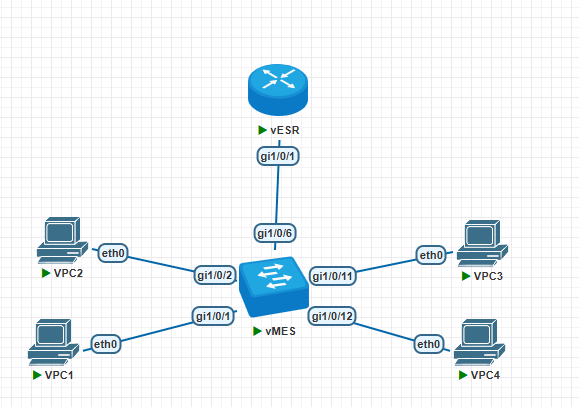 vESR
gi1/0/1
gi1/0/6
eth0
VPC2
gi1/0/2
gi1/0/11
eth0
VPC3
gi1/0/1
gi1/0/12
vMES
eth0
VPC1
eth0
VPC4